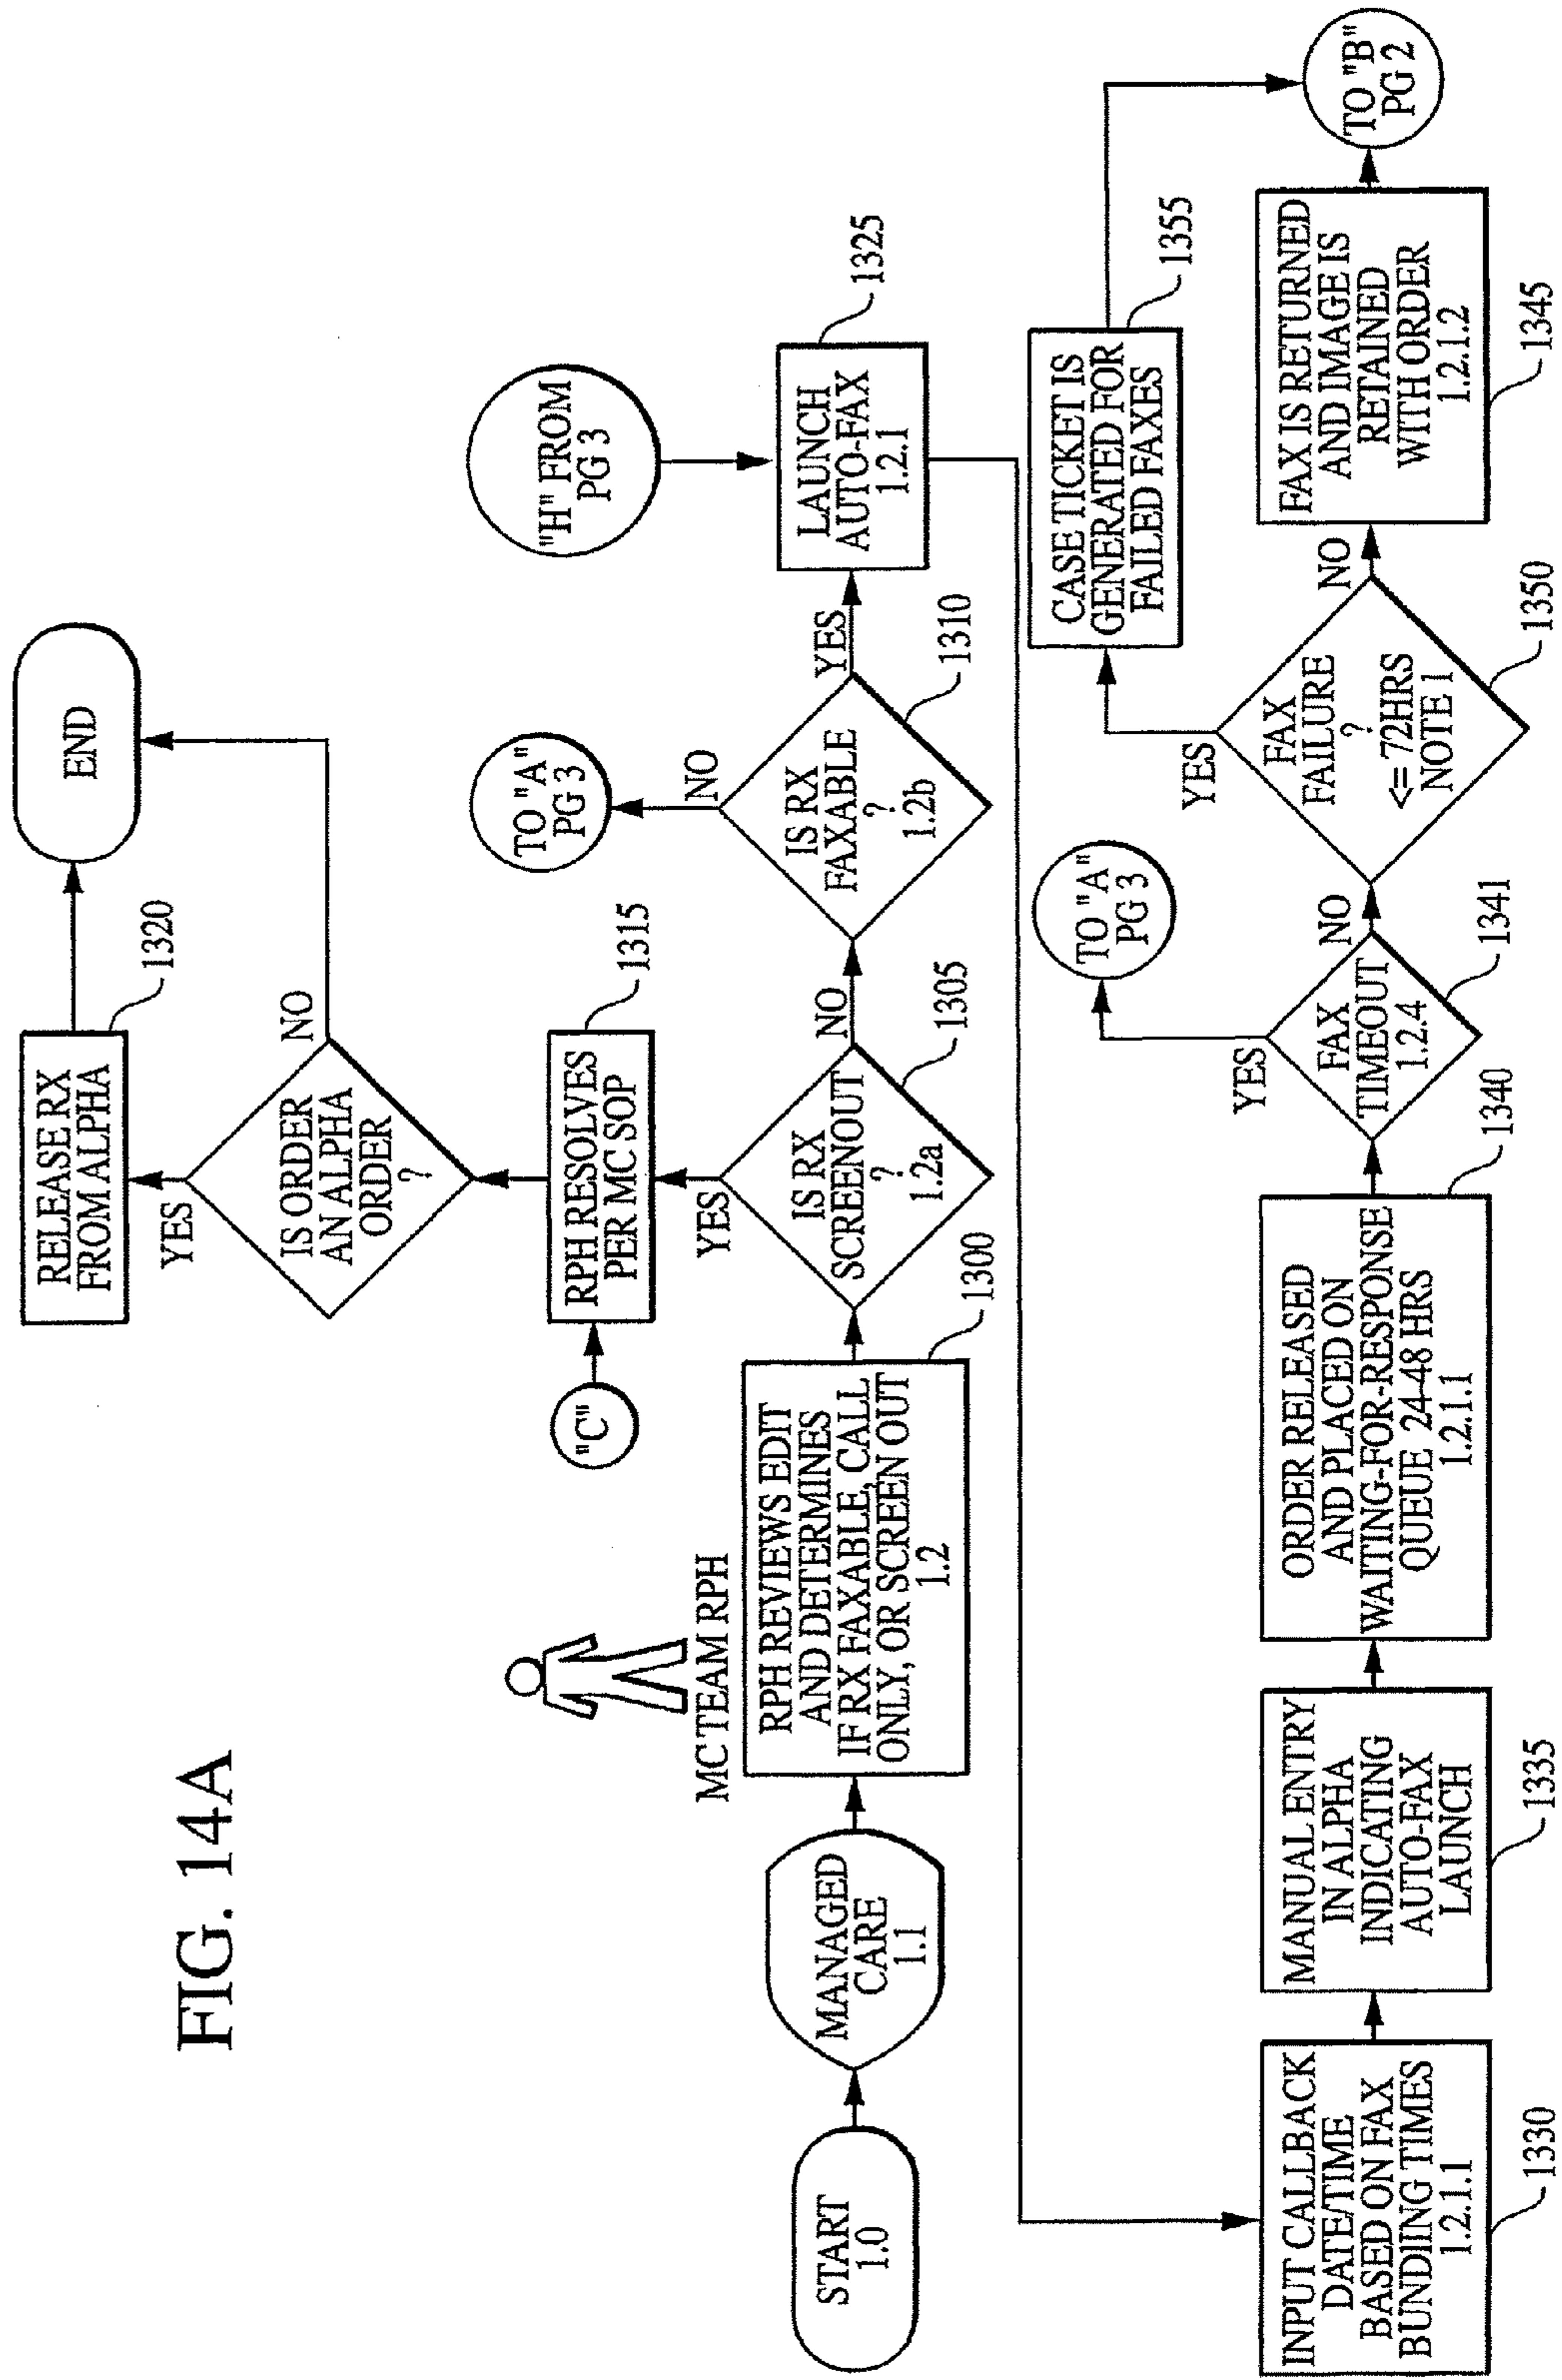 FIG. 14A
START
1.0
MANAGED
CARE
1.1
MC TEAM RPH
RPH REVIEWS EDIT
AND DETERMINES
IF RX FAXABLE, CALL
ONLY, OR SCREEN OUT
1.2
1300
IS RX
SCREENOUT
?
1.2a
1305
YES
NO
"C"
RPH RESOLVES
PER MC SOP
1315
IS ORDER
AN ALPHA
ORDER
?
YES
NO
RELEASE RX
FROM ALPHA
1320
END
IS RX
FAXABLE
?
1.2b
1310
NO
YES
TO "A"
PG 3
"H" FROM
PG 3
LAUNCH
AUTO-FAX
1.2.1
1325
INPUT CALLBACK
DATE/TIME
BASED ON FAX
BUNDIING TIMES
1.2.1.1
1330
MANUAL ENTRY
IN ALPHA
INDICATING
AUTO-FAX
LAUNCH
1335
ORDER RELEASED
AND PLACED ON
WAITING-FOR-RESPONSE
QUEUE 24-48 HRS
1.2.1.1
1340
FAX
TIMEOUT
1.2.4
1341
YES
NO
TO "A"
PG 3
FAX
FAILURE
?
<=72HRS
NOTE 1
1350
YES
NO
CASE TICKET IS
GENERATED FOR
FAILED FAXES
1355
FAX IS RETURNED
AND IMAGE IS
RETAINED
WITH ORDER
1.2.1.2
1345
TO "B"
PG 2